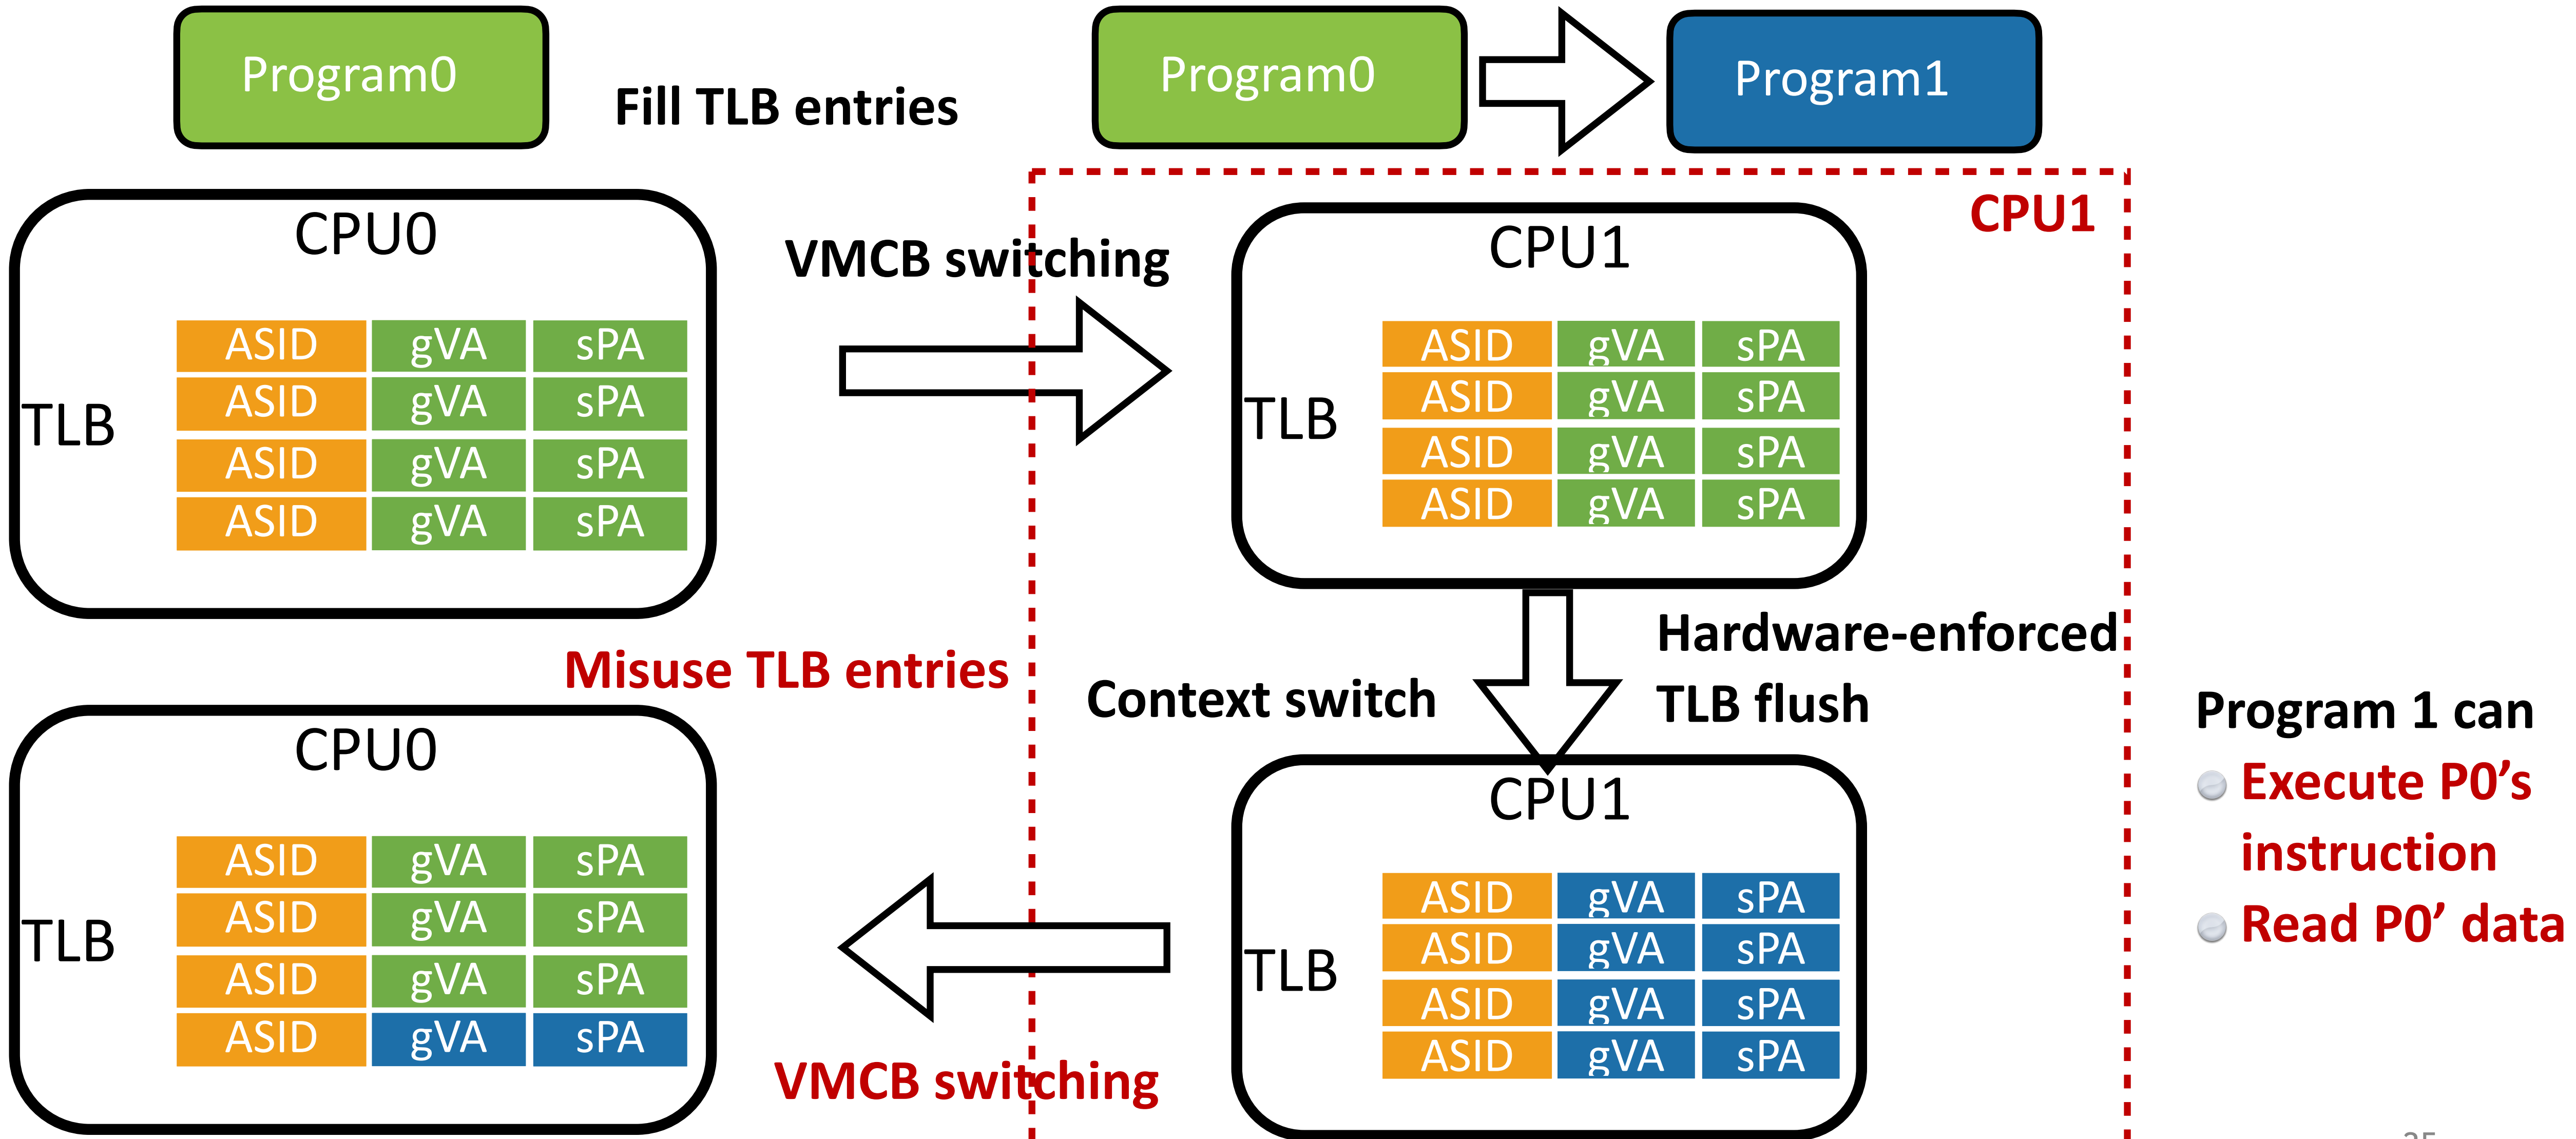 Program0
Fill TLB entries
Program0
Program1
CPU0
TLB
ASID gVA sPA
ASID gVA sPA
ASID gVA sPA
ASID gVA sPA
VMCB switching
CPU1
CPU1
TLB
ASID gVA sPA
ASID gVA sPA
ASID gVA sPA
ASID gVA sPA
Misuse TLB entries
Context switch
Hardware-enforced
TLB flush
CPU0
TLB
ASID gVA sPA
ASID gVA sPA
ASID gVA sPA
ASID gVA sPA
VMCB switching
CPU1
TLB
ASID gVA sPA
ASID gVA sPA
ASID gVA sPA
ASID gVA sPA
Program 1 can
Execute P0’s
instruction
Read P0’ data